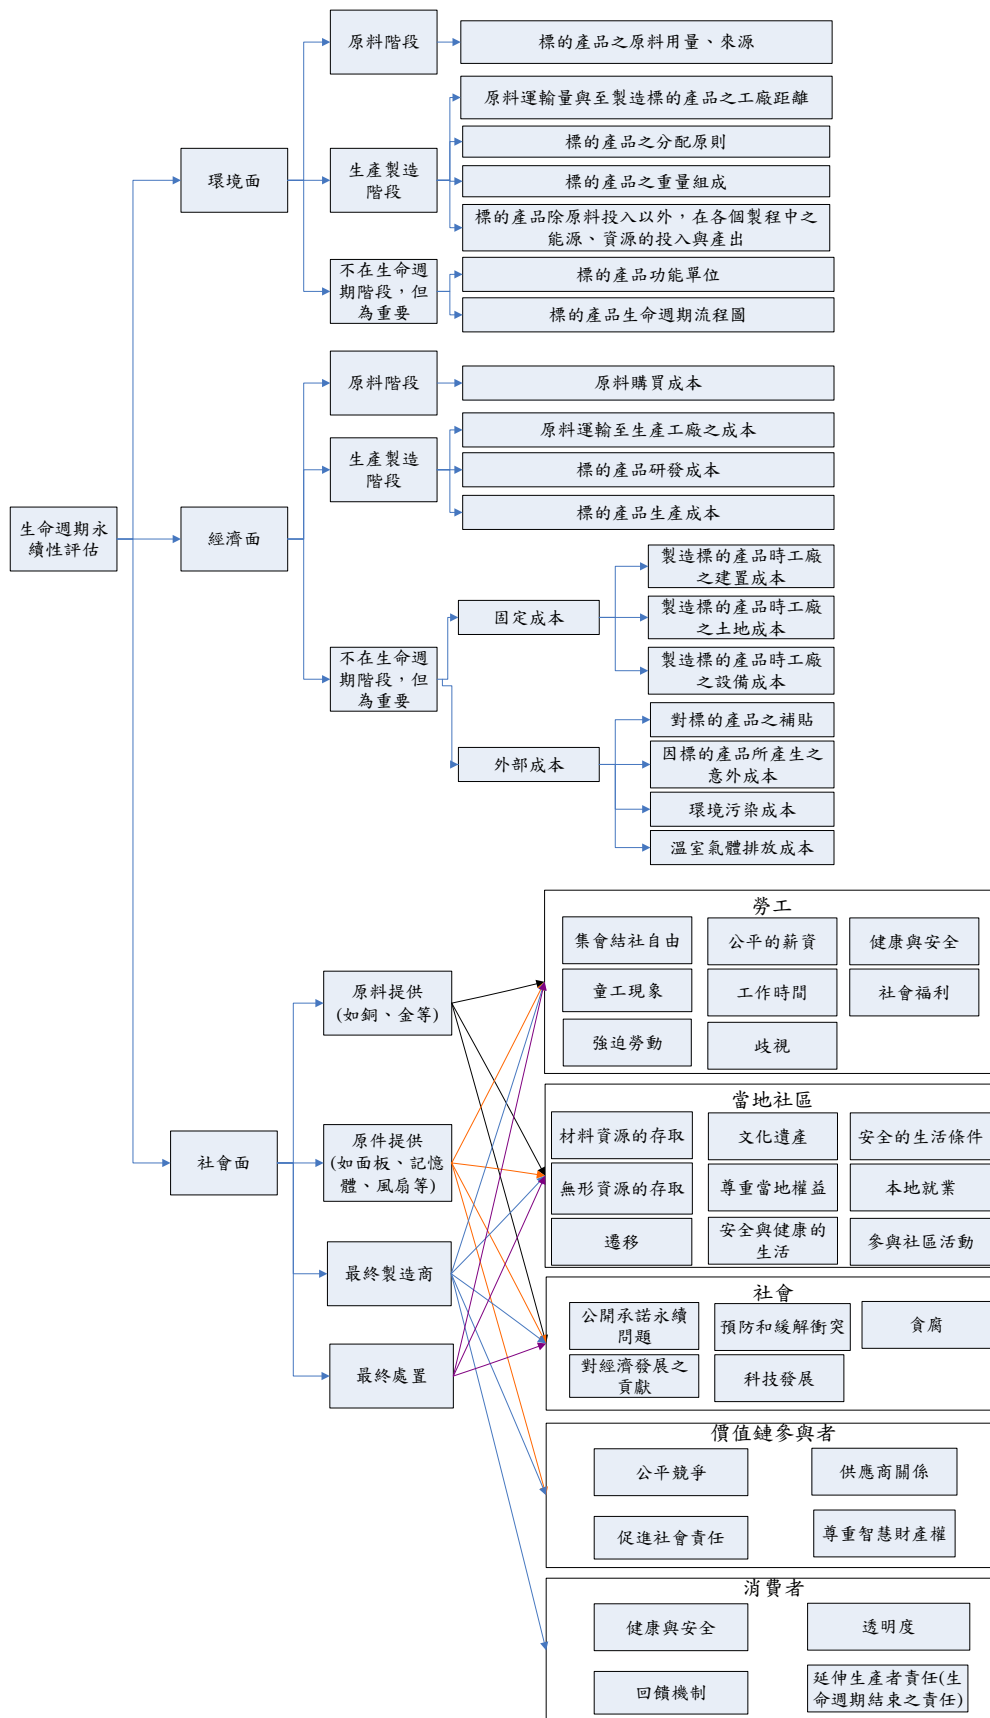 原料階段
標的產品之原料用量、來源
原料運輸量與至製造標的產品之工廠距離
標的產品之分配原則
環境面
生產製造
階段
標的產品之重量組成
標的產品除原料投入以外，在各個製程中之
能源、資源的投入與產出
不在生命週
期階段，但
為重要
標的產品功能單位
標的產品生命週期流程圖
原料階段
原料購買成本
原料運輸至生產工廠之成本
生產製造
階段
標的產品研發成本
標的產品生產成本
生命週期永
續性評估
經濟面
製造標的產品時工廠
之建置成本
固定成本
製造標的產品時工廠
之土地成本
不在生命週
期階段，但
為重要
製造標的產品時工廠
之設備成本
對標的產品之補貼
外部成本
因標的產品所產生之
意外成本
環境污染成本
溫室氣體排放成本
勞工
集會結社自由
公平的薪資
健康與安全
原料提供
(如銅、金等)
童工現象
工作時間
社會福利
強迫勞動
歧視
當地社區
材料資源的存取
文化遺產
安全的生活條件
社會面
原件提供
(如面板、記憶
體、風扇等)
無形資源的存取
尊重當地權益
本地就業
遷移
安全與健康的
生活
參與社區活動
最終製造商
社會
公開承諾永續
問題
預防和緩解衝突
貪腐
最終處置
對經濟發展之
貢獻
科技發展
價值鏈參與者
公平競爭
供應商關係
促進社會責任
尊重智慧財產權
消費者
健康與安全
透明度
回饋機制
延伸生產者責任(生
命週期結束之責任)